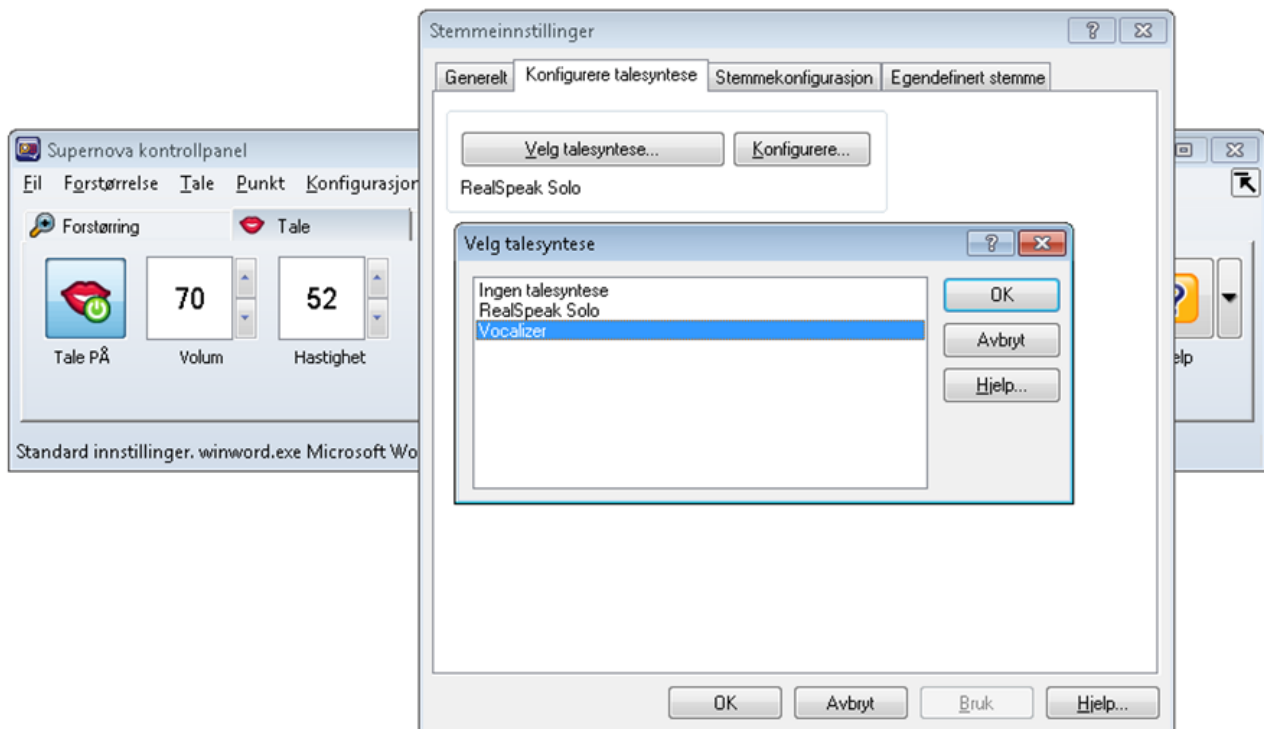 Stemmeinnstillinger
Generelt Konfigurere talesyntese Stemmekonfigurasjon Egendefinert stemme
Velg talesyntese... Konfigurere...
RealSpeak Solo
Supernova kontrollpanel
Fil Forstørrelse Tale Punkt Konfigurasjon
Forstørring Tale
70 52
Tale PÅ Volum Hastighet
elp
Standard innstillinger. winword.exe Microsoft Wo
Velg talesyntese
Ingen talesyntese
RealSpeak Solo
Vocalizer
OK
Avbryt
Hjelp...
OK Avbryt Bruk Hjelp...